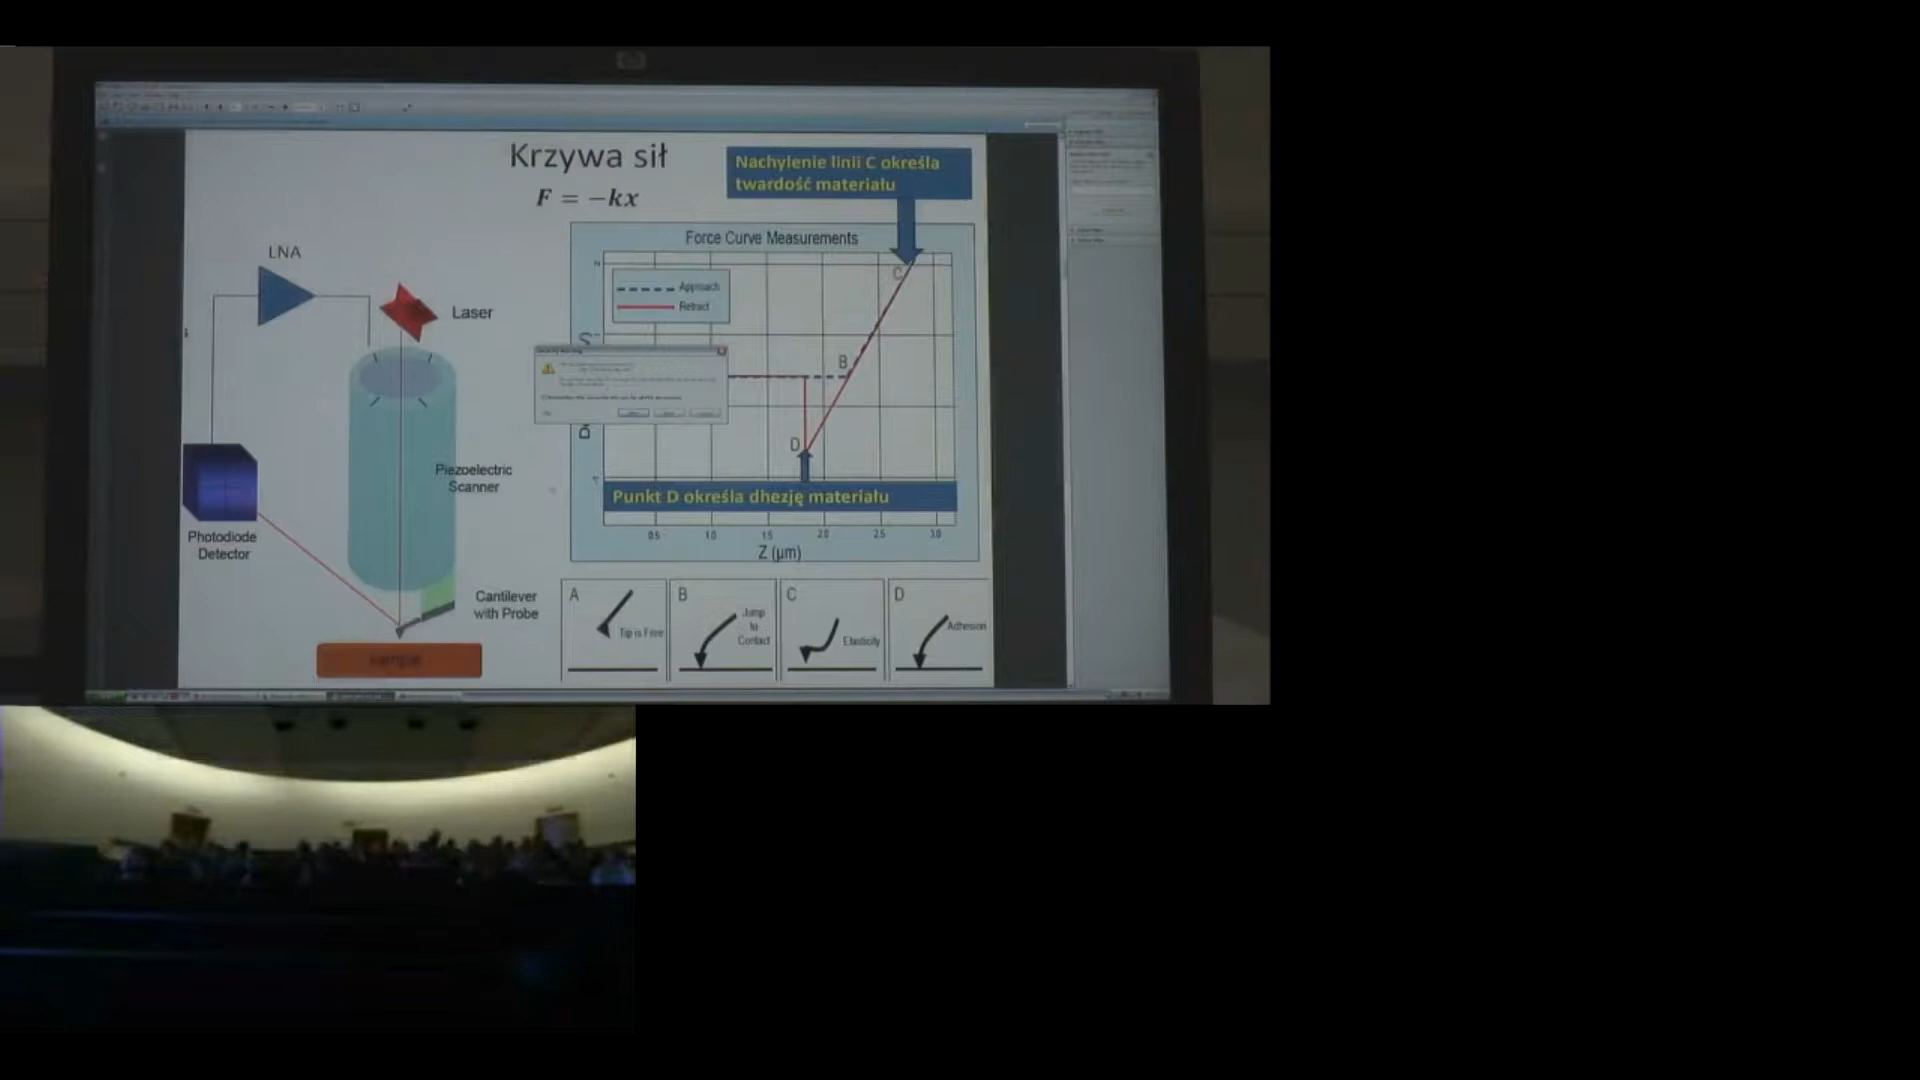 Krzywa sił
F = −kx
Nachylenie linii C określa
twardość materiału
LNA
Laser
Piezoelectric
Scanner
Photodiode
Detector
Cantilever
with Probe
sample
Force Curve Measurements
Approach
Retract
C
B
D
Punkt D określa dhezję materiału
0.5 1.0 1.5 2.0 2.5 3.0
Z (µm)
A
Tip is Free
B
Jump
to
Contact
C
Elasticity
D
Adhesion